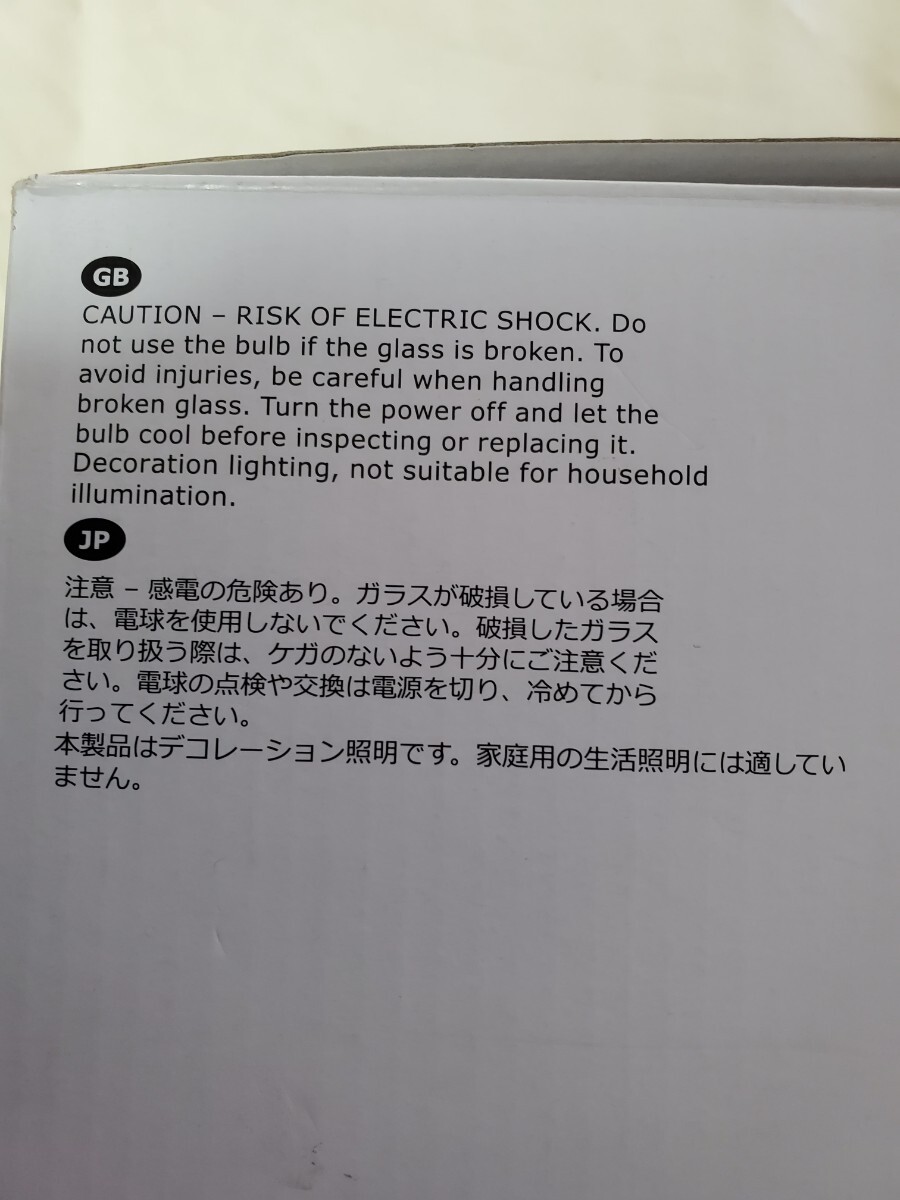 GB
CAUTION – RISK OF ELECTRIC SHOCK. Do
not use the bulb if the glass is broken. To
avoid injuries, be careful when handling
broken glass. Turn the power off and let the
bulb cool before inspecting or replacing it.
Decoration lighting, not suitable for household
illumination.
JP
注意 – 感電の危険あり。ガラスが破損している場合
は、電球を使用しないでください。破損したガラス
を取り扱う際は、ケガのないよう十分にご注意くだ
さい。電球の点検や交換は電源を切り、冷めてから
行ってください。
本製品はデコレーション照明です。家庭用の生活照明には適してい
ません。